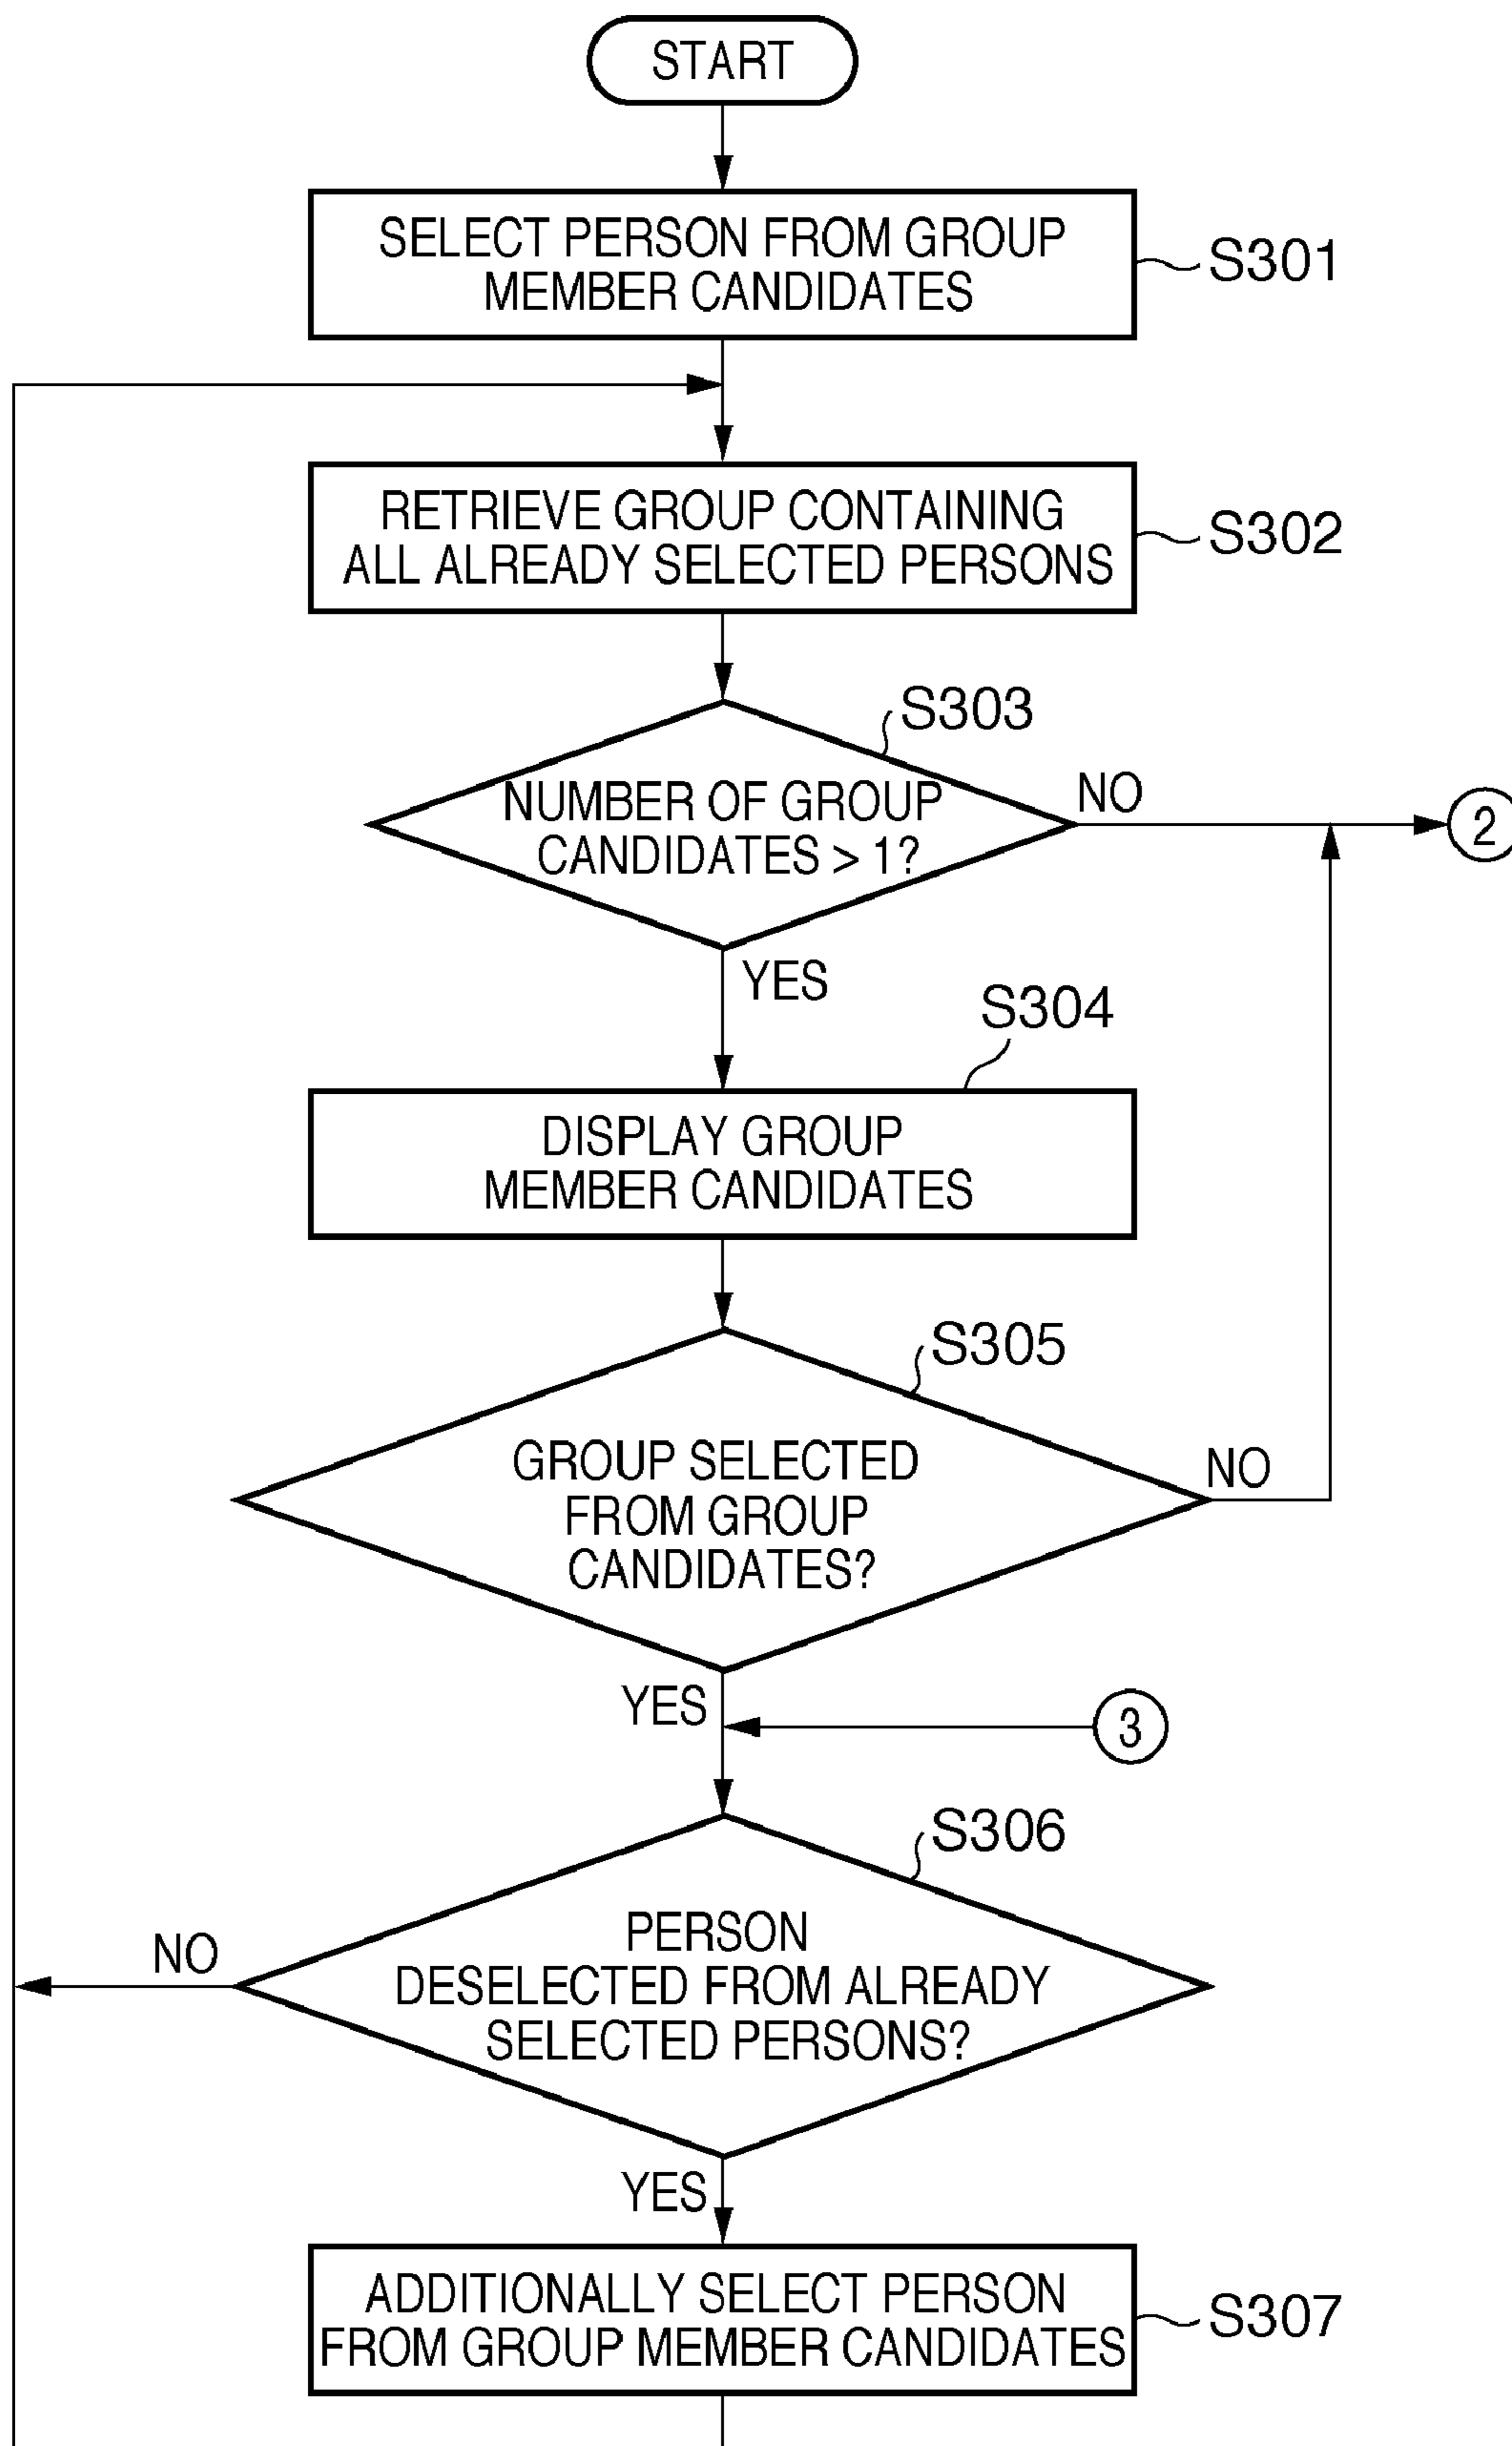 START
SELECT PERSON FROM GROUP
MEMBER CANDIDATES
S301
RETRIEVE GROUP CONTAINING
ALL ALREADY SELECTED PERSONS
S302
S303
NUMBER OF GROUP
CANDIDATES > 1?
NO
2
YES
S304
DISPLAY GROUP
MEMBER CANDIDATES
S305
GROUP SELECTED
FROM GROUP
CANDIDATES?
NO
YES
3
S306
PERSON
DESELECTED FROM ALREADY
SELECTED PERSONS?
NO
YES
ADDITIONALLY SELECT PERSON
FROM GROUP MEMBER CANDIDATES
S307